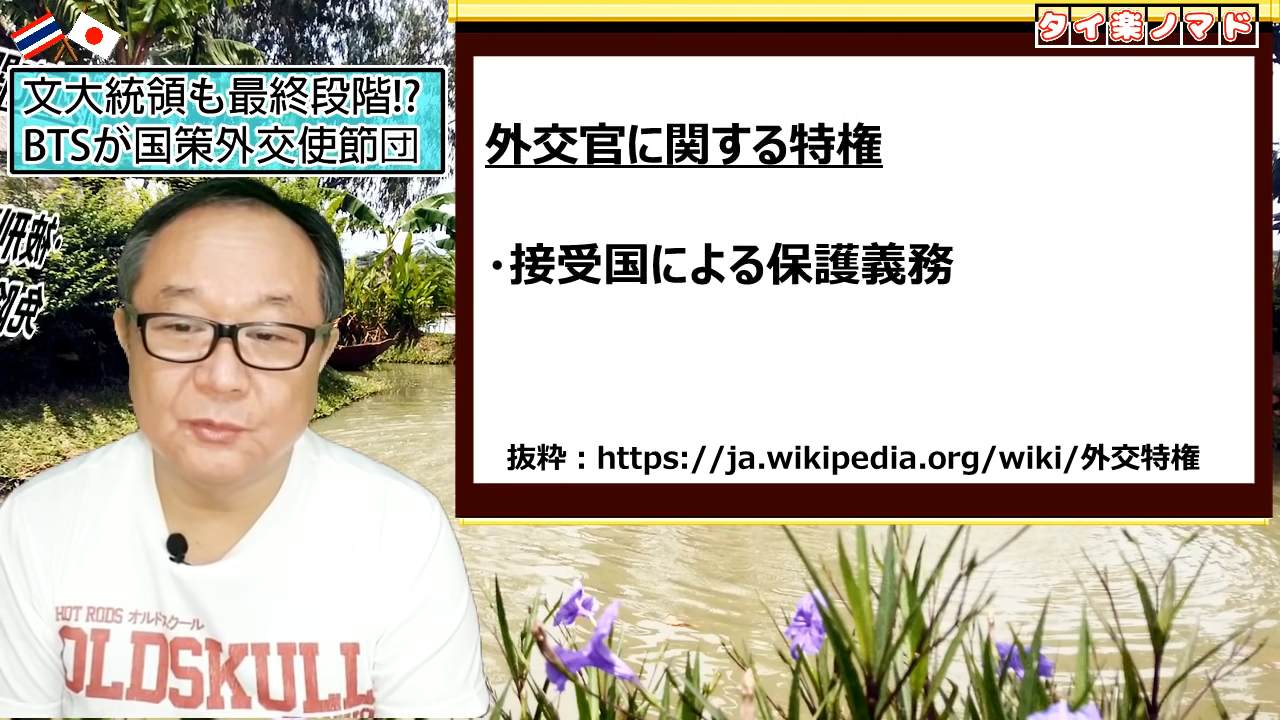 タイ楽ノマド
文大統領も最終段階!?
BTSが国策外交使節団
外交官に関する特権
・接受国による保護義務
抜粋：https://ja.wikipedia.org/wiki/外交特権
HOT RODS オルドスクール
OLDSKULL